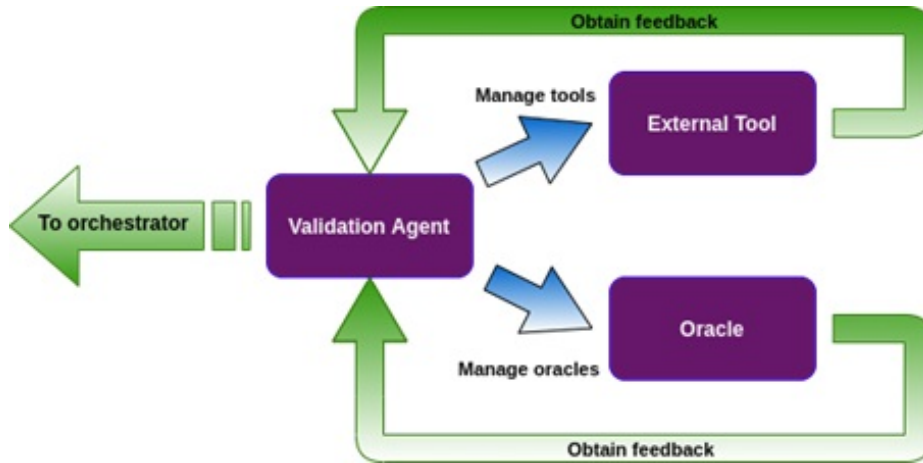 Obtain feedback
Manage tools
External Tool
To orchestrator
Validation Agent
Oracle
Manage oracles
Obtain feedback